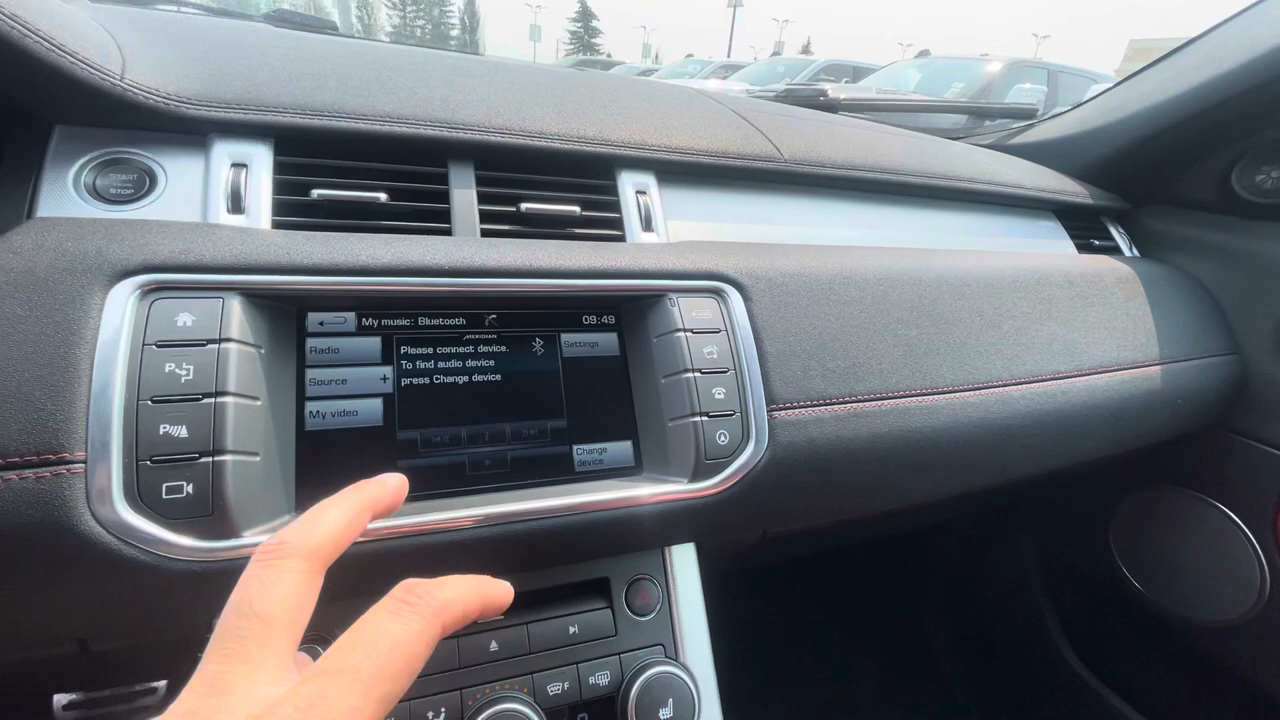 START
ENGINE
STOP
My music: Bluetooth
09:49
MERIDIAN
Radio
Please connect device.
Settings
To find audio device
Source +
press Change device
My video
Change
device
P
P
F
R